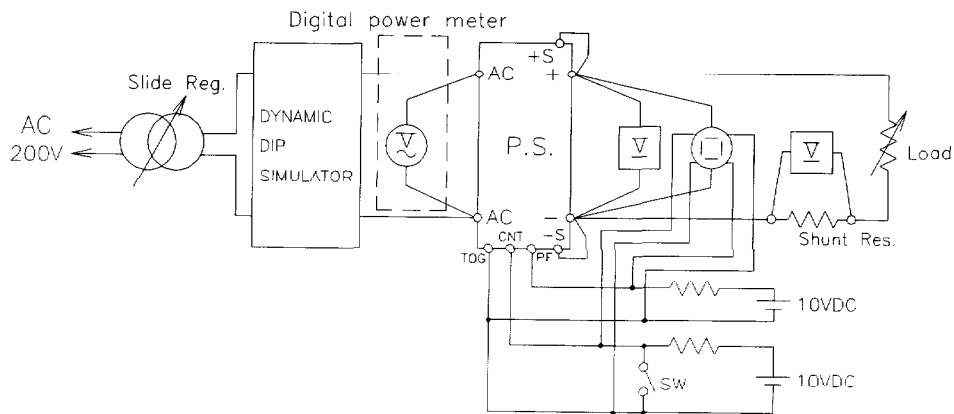 Digital power meter
Slide Reg.
AC
200V
DYNAMIC
DIP
SIMULATOR
V
AC
+S
+
P.S.
AC
-
-S
CNT
TOG
PF
V
V
Load
Shunt Res.
10VDC
SW
10VDC